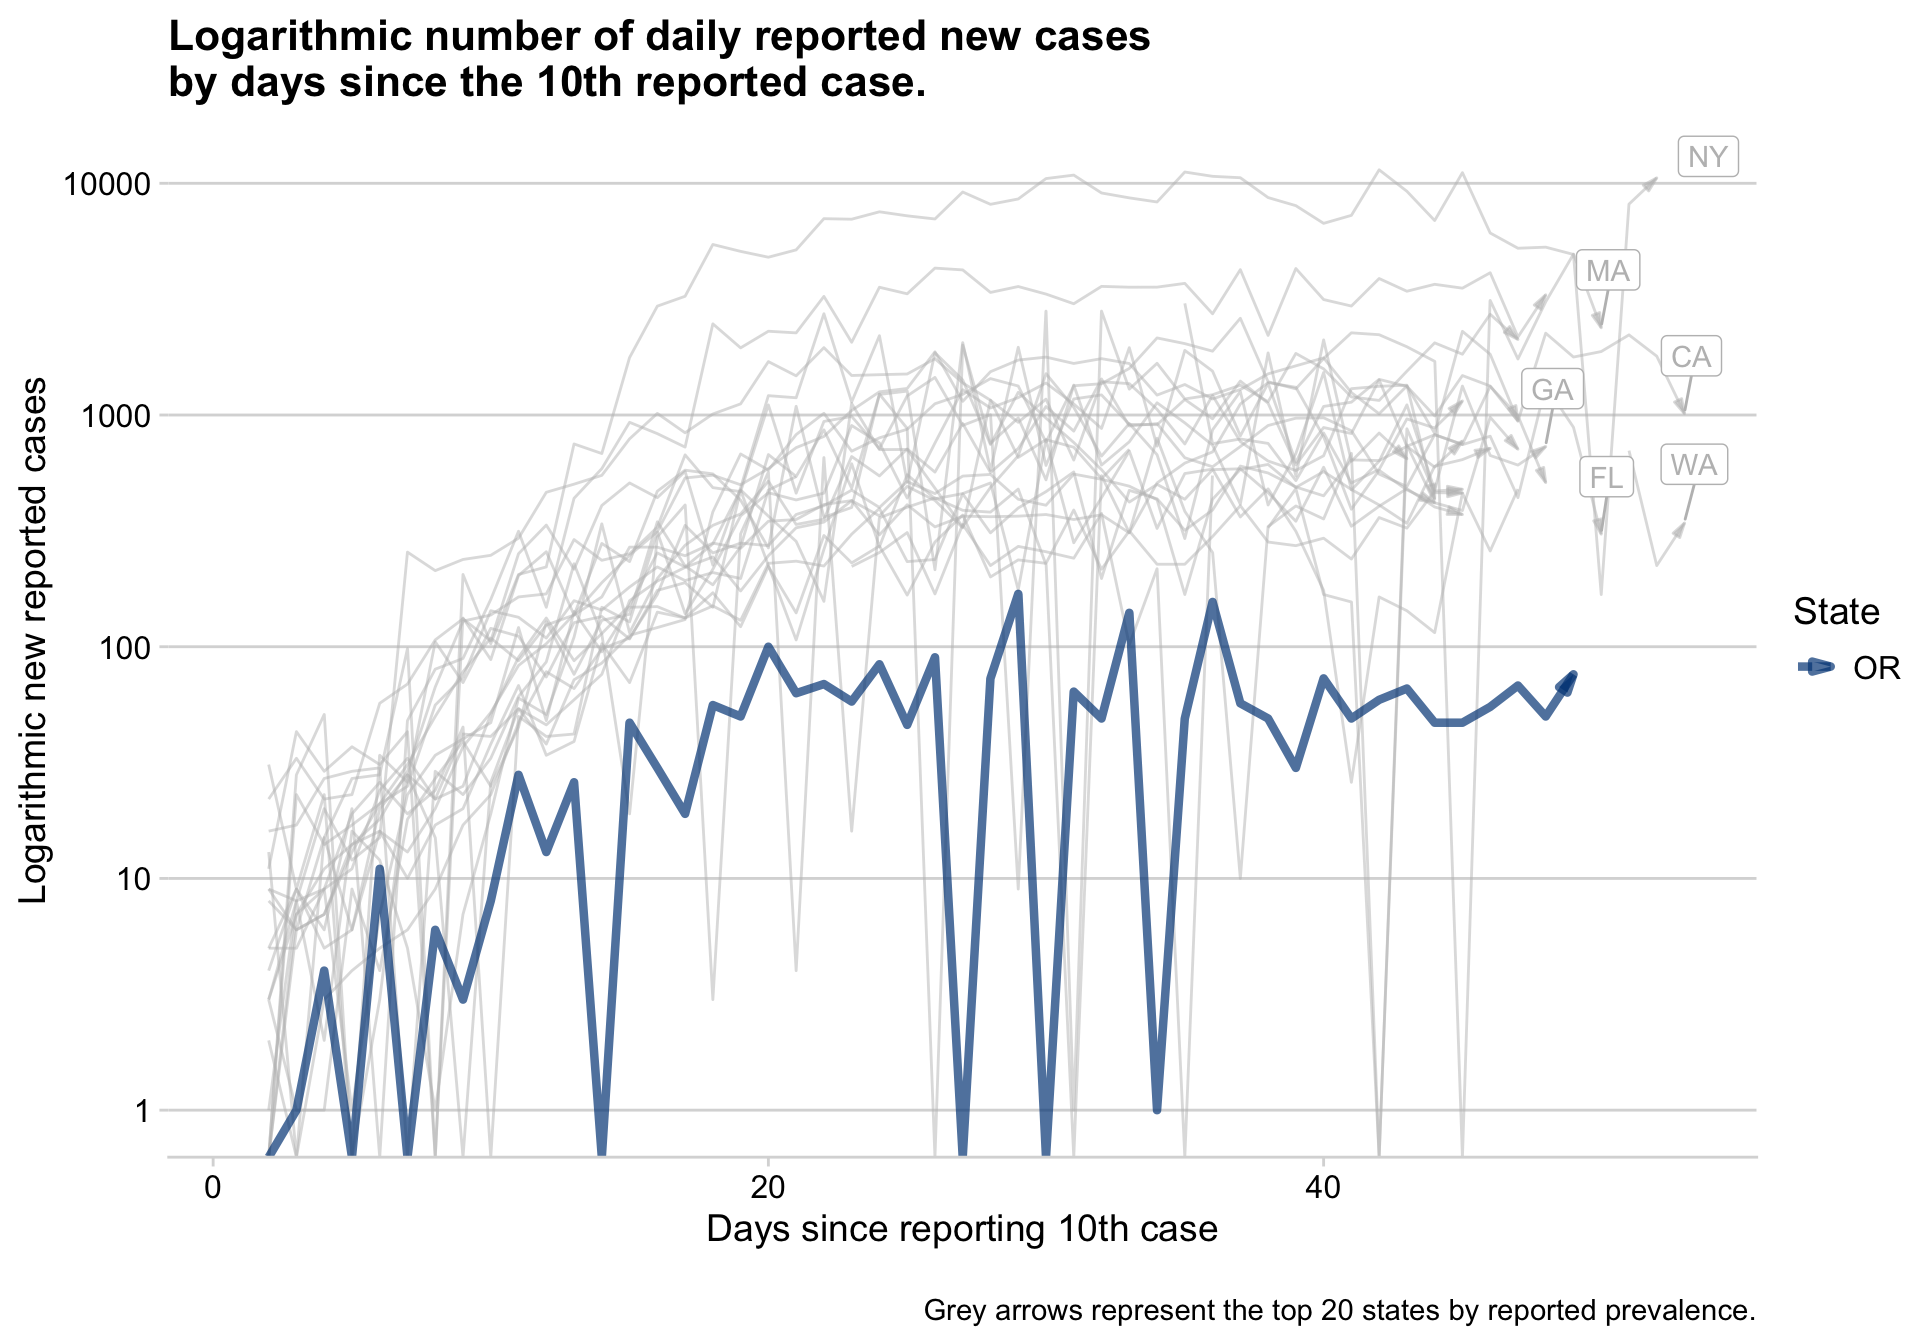 Logarithmic number of daily reported new cases
by days since the 10th reported case.
Logarithmic new reported cases
10000
1000
100
10
1
NY
MA
CA
GA
FL
WA
State
OR
0
20
40
Days since reporting 10th case
Grey arrows represent the top 20 states by reported prevalence.